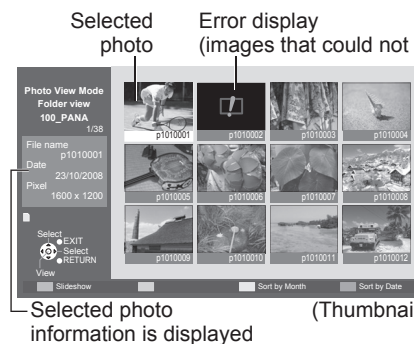 Selected
photo
Error display
(images that could not
Photo View Mode
Folder view
100_PANA
1/38
File name
p1010001
Date
23/10/2008
Pixel
1600 x 1200
Select
EXIT
Select
RETURN
View
p1010001
p1010002
p1010003
p1010004
p1010005
p1010006
p1010007
p1010008
p1010009
p1010010
p1010011
p1010012
Slideshow
Sort by Month
Sort by Date
Selected photo
information is displayed
(Thumbnai